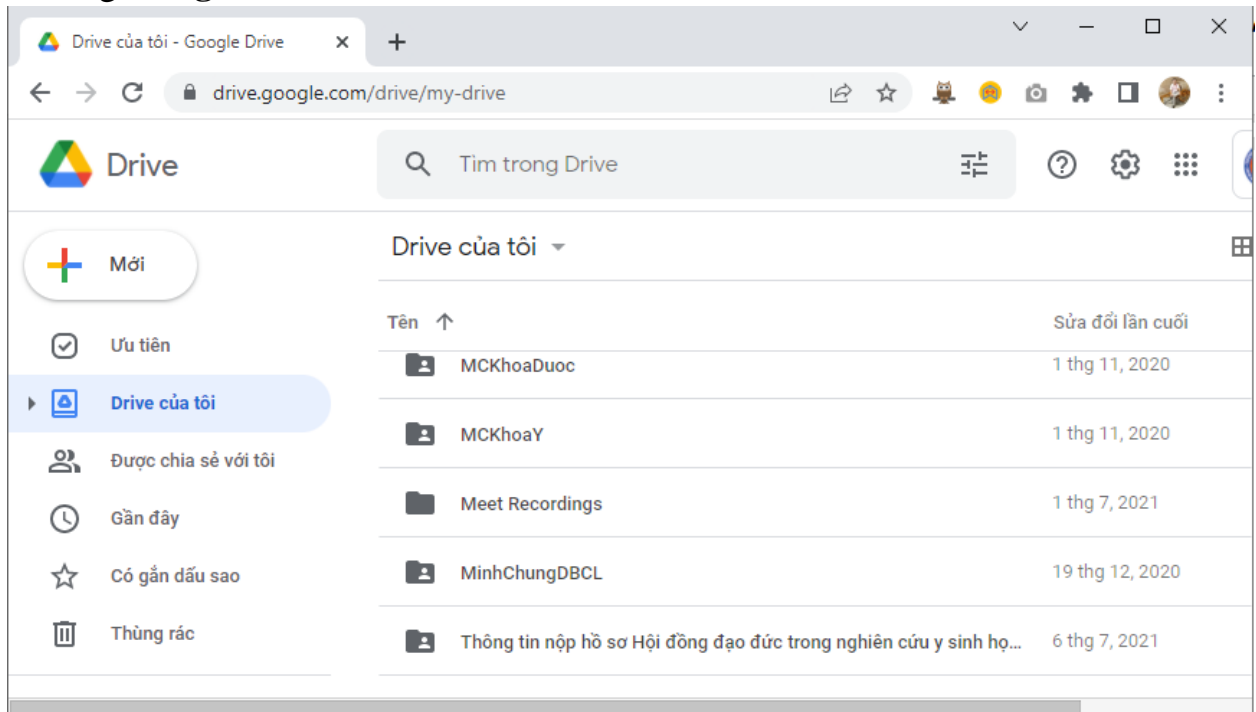 Drive của tôi - Google Drive
drive.google.com/drive/my-drive
Drive
Tìm trong Drive
Mới
Drive của tôi
Tên
Sửa đổi lần cuối
Ưu tiên
MCKhoaDuoc 1 thg 11, 2020
Drive của tôi
MCKhoaY 1 thg 11, 2020
Được chia sẻ với tôi
Meet Recordings 1 thg 7, 2021
Gần đây
Có gắn dấu sao
MinhChungDBCL 19 thg 12, 2020
Thùng rác
Thông tin nộp hồ sơ Hội đồng đạo đức trong nghiên cứu y sinh họ... 6 thg 7, 2021